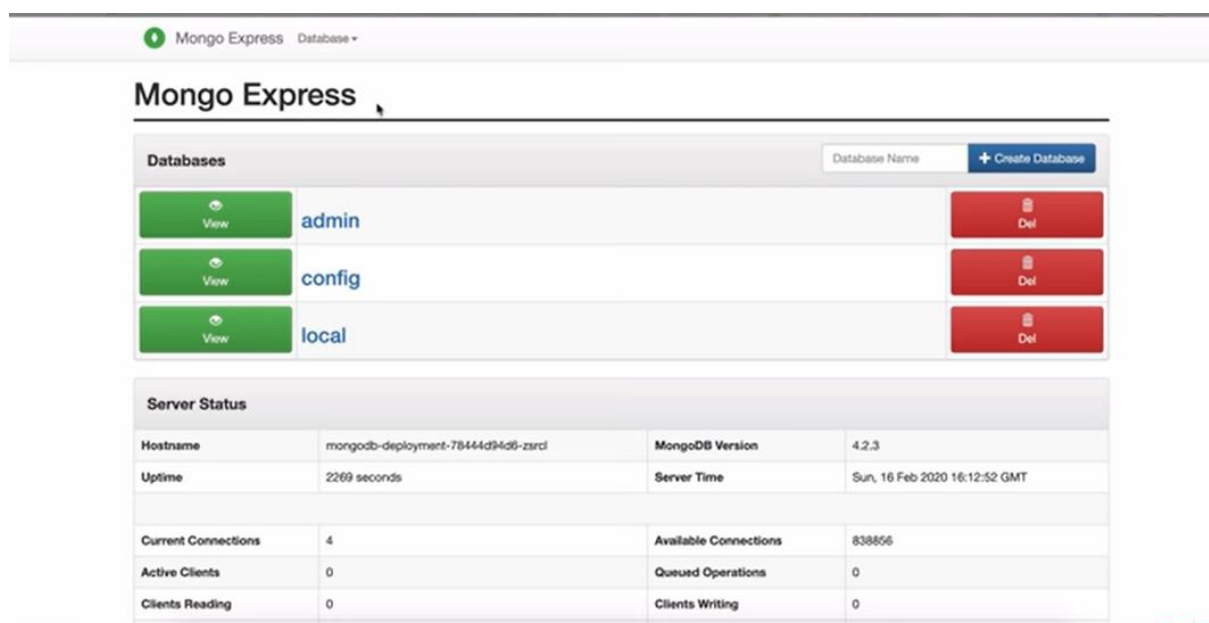 Mongo Express Database
Mongo Express
Databases Database Name + Create Database
View admin Del
View config Del
View local Del
Server Status
Hostname mongodb-deployment-78444d94d6-zsrcl MongoDB Version 4.2.3
Uptime 2269 seconds Server Time Sun, 16 Feb 2020 16:12:52 GMT
Current Connections 4 Available Connections 838856
Active Clients 0 Queued Operations 0
Clients Reading 0 Clients Writing 0